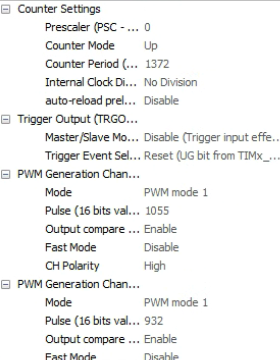 Counter Settings
Prescaler (PSC - ... 0
Counter Mode Up
Counter Period (... 1372
Internal Clock Di... No Division
auto-reload prel... Disable
Trigger Output (TRGO...
Master/Slave Mo... Disable (Trigger input effe...
Trigger Event Sel... Reset (UG bit from TIMx_...
PWM Generation Chan...
Mode PWM mode 1
Pulse (16 bits val... 1055
Output compare ... Enable
Fast Mode Disable
CH Polarity High
PWM Generation Chan...
Mode PWM mode 1
Pulse (16 bits val... 932
Output compare ... Enable
Fast Mode Disable